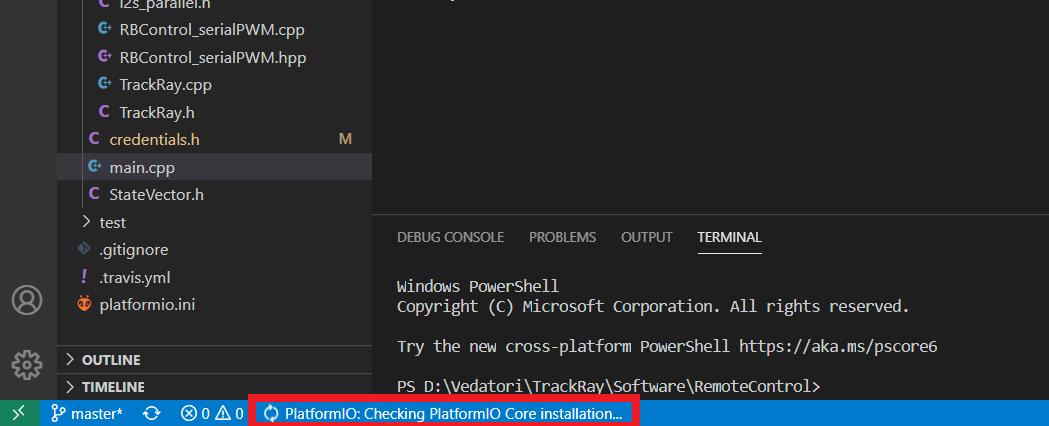 i2s_parallel.h
RBControl_serialPWM.cpp
RBControl_serialPWM.hpp
TrackRay.cpp
TrackRay.h
credentials.h M
main.cpp
StateVector.h
test
.gitignore
.travis.yml
platformio.ini
OUTLINE
TIMELINE
DEBUG CONSOLE PROBLEMS OUTPUT TERMINAL
Windows PowerShell
Copyright (C) Microsoft Corporation. All rights reserved.
Try the new cross-platform PowerShell https://aka.ms/pscore6
PS D:\Vedatori\TrackRay\Software\RemoteControl>
master* 0 0 PlatformIO: Checking PlatformIO Core installation...